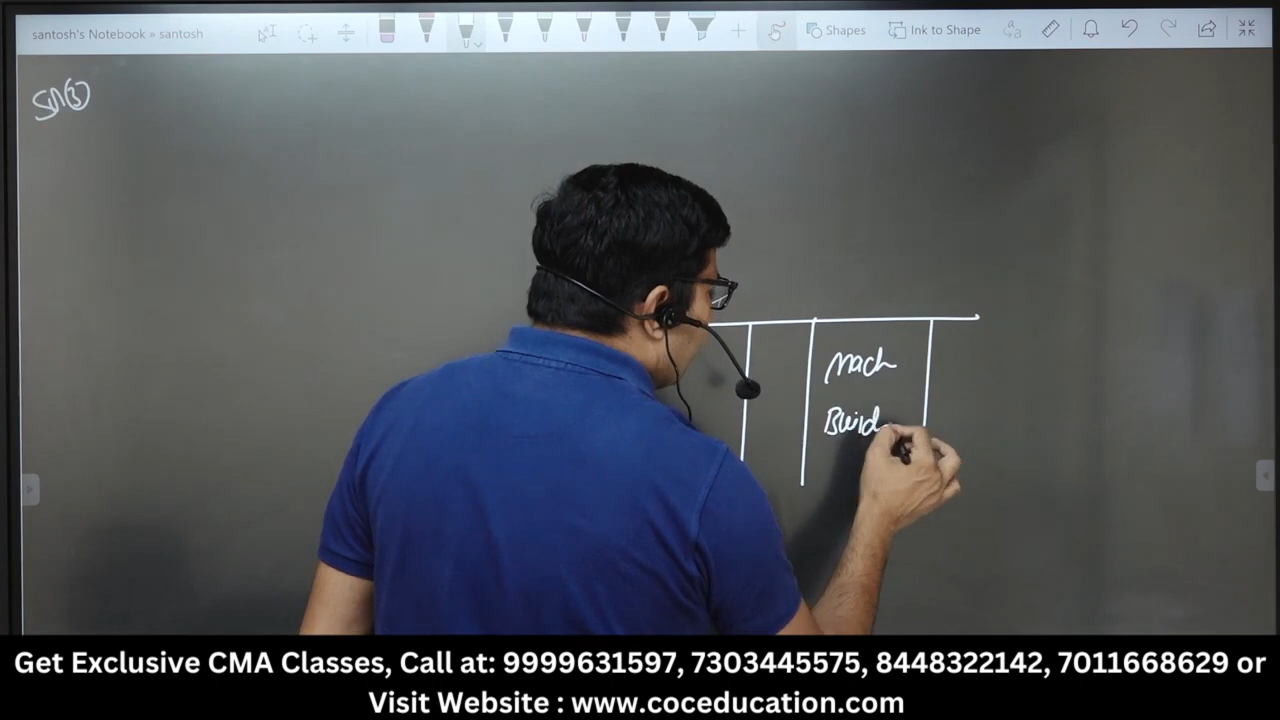 santosh's Notebook » santosh
Shapes
Ink to Shape
Mach
Build
Get Exclusive CMA Classes, Call at: 9999631597, 7303445575, 8448322142, 7011668629 or
Visit Website : www.coceducation.com